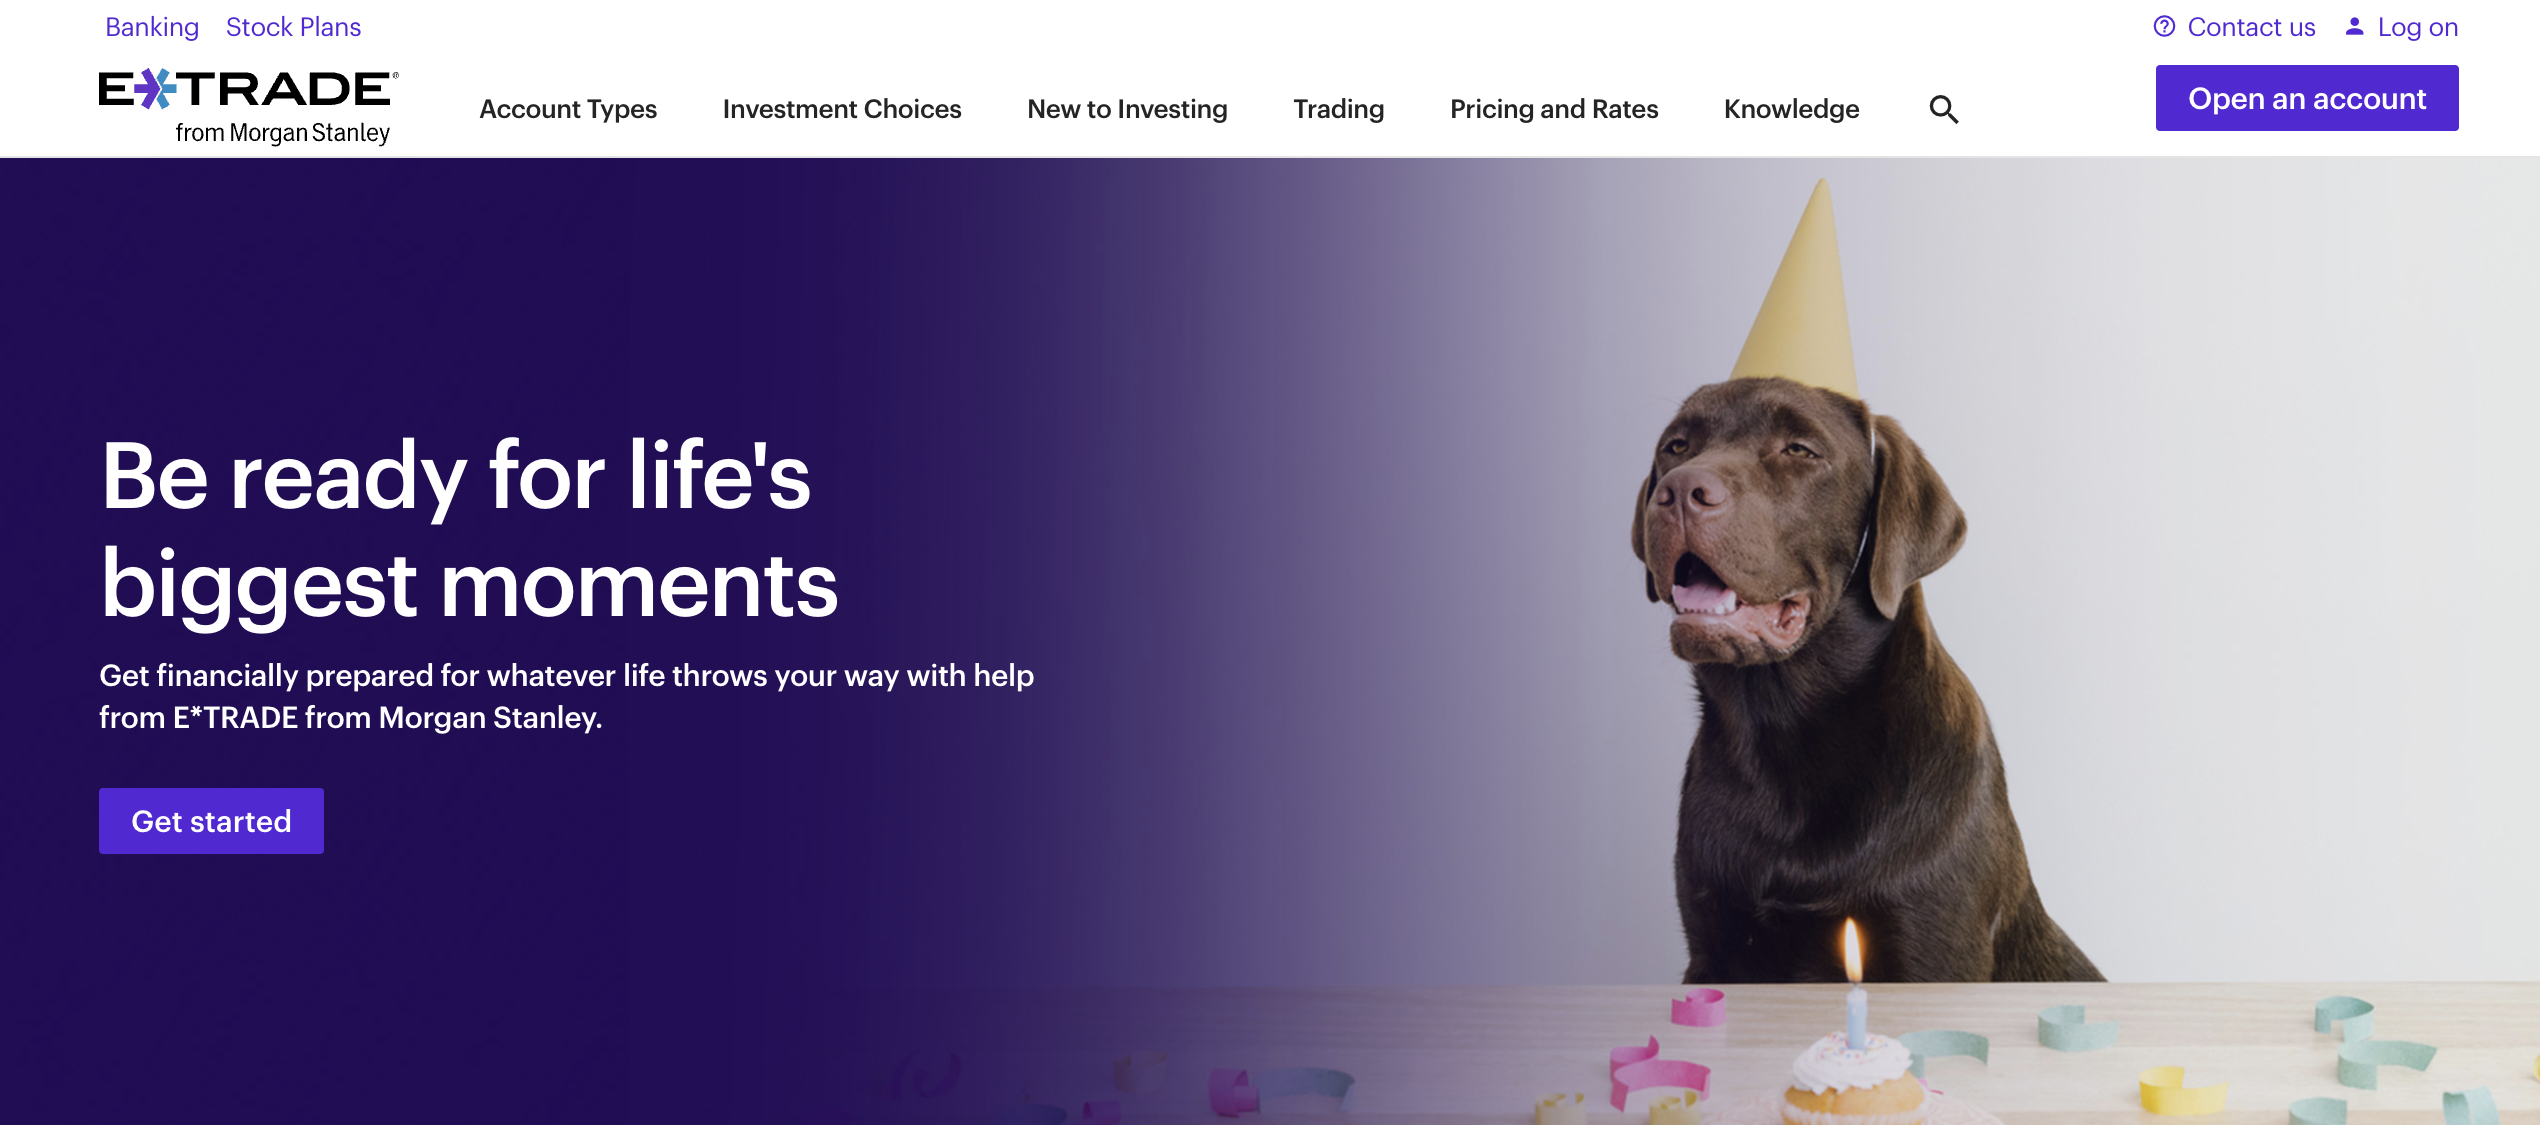 Banking Stock Plans
Contact us Log on
E*TRADE®
from Morgan Stanley
Account Types Investment Choices New to Investing Trading Pricing and Rates Knowledge
Open an account
Be ready for life's
biggest moments
Get financially prepared for whatever life throws your way with help
from E*TRADE from Morgan Stanley.
Get started